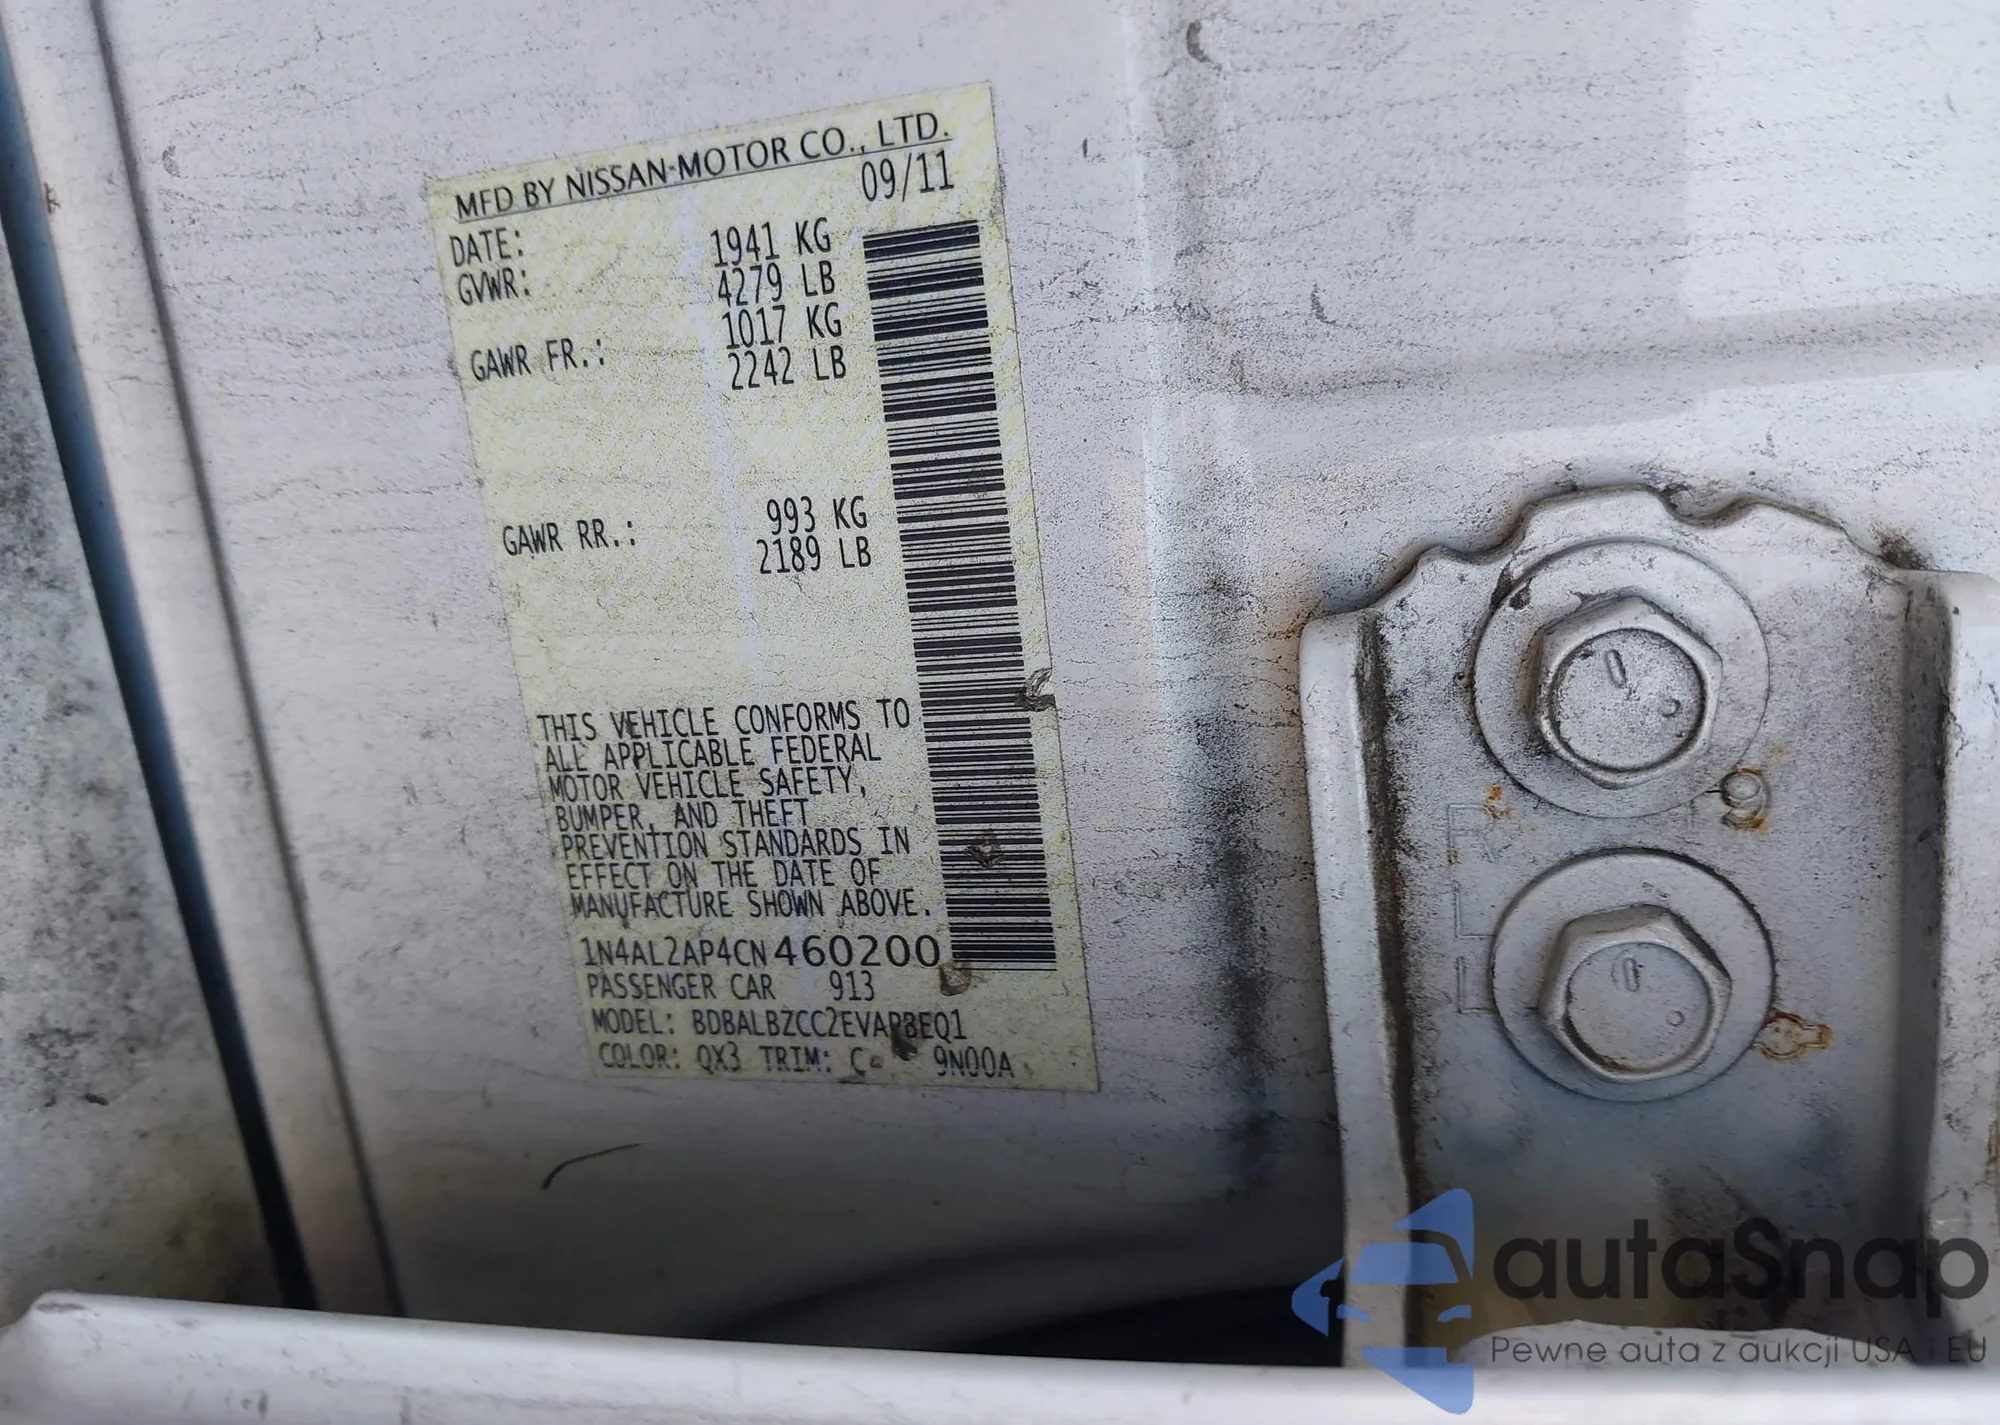 MFD BY NISSAN MOTOR CO., LTD.
DATE: 09/11
GVWR: 1941 KG
4279 LB
GAWR FR.: 1017 KG
2242 LB
GAWR RR.: 993 KG
2189 LB
THIS VEHICLE CONFORMS TO
ALL APPLICABLE FEDERAL
MOTOR VEHICLE SAFETY,
BUMPER, AND THEFT
PREVENTION STANDARDS IN
EFFECT ON THE DATE OF
MANUFACTURE SHOWN ABOVE.
1N4AL2AP4CN460200
PASSENGER CAR 913
MODEL:
COLOR: QX3 TRIM: 9N00A
9
autaSnap
Pewne auta z aukcji USA i EU